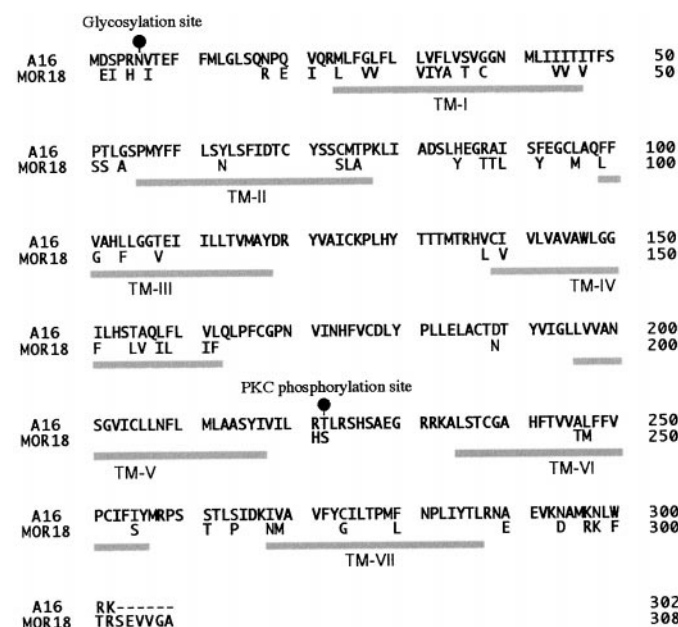 Glycosylation site
A16 MDSPRNVTEF FMLGLSQNPQ VQRMLFGLFL LVFLVSVGGN MLIIITITFS 50
MOR18 EI H I R E I L VV VIYA T C VV V 50
TM-I
A16 PTLGSPMYFF LSYLSFIDTC YSSCMTPKLI ADSLHEGRAI SFEGCLAQFF 100
MOR18 SS A N SLA Y TTL Y M L 100
TM-II
A16 VAHLLGGTEI ILLTVMAYDR YVAICKPLHY TTTMTRHVCI VLVAVAWLGG 150
MOR18 G F V L V 150
TM-III TM-IV
A16 ILHSTAQLFL VLQLPFCGPN VINHFVCDLY PLLELACTDT YVIGLLVVAN 200
MOR18 F LV IL IF N 200
PKC phosphorylation site
A16 SGVICLLNFL MLAASYIVIL RTLRSHSAEG RRKALSTCGA HFTVVALFFV 250
MOR18 HS TM 250
TM-V TM-VI
A16 PCIFIYMRPS STLSIDKIVA VFYCILTPMF NPLIYTLRNA EVKNAMKNLW 300
MOR18 S T P NM G L E D RK F 300
TM-VII
A16 RK------ 302
MOR18 TRSEVVGA 308